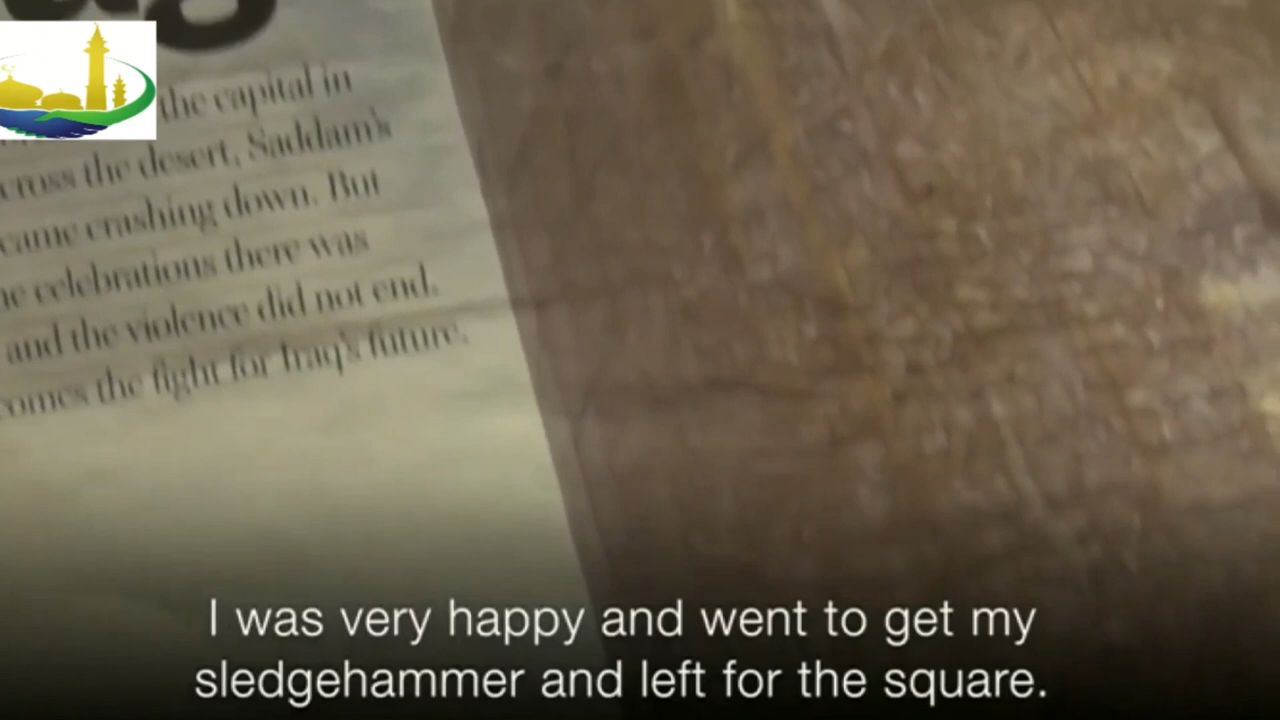 the capital in
cross the desert, Saddam's
came crashing down. But
celebrations there was
and the violence did not end.
comes the fight for Iraq's future.
I was very happy and went to get my
sledgehammer and left for the square.